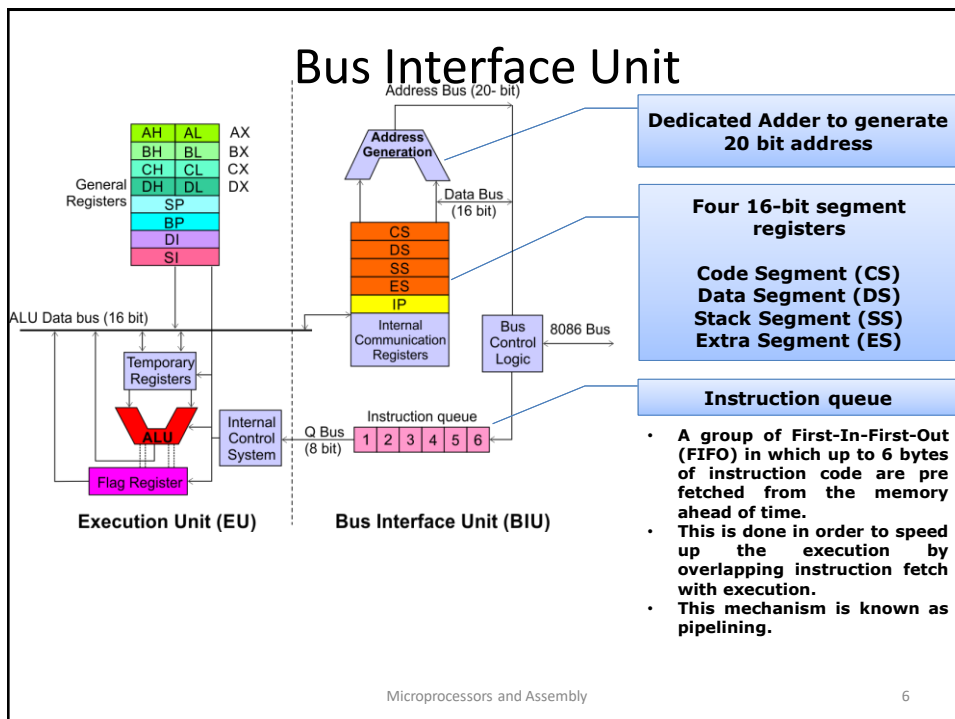 Bus Interface Unit
Address Bus (20- bit)
AH AL AX
BH BL BX
CH CL CX
DH DL DX
General
Registers
SP
BP
DI
SI
Address
Generation
Data Bus
(16 bit)
CS
DS
SS
ES
IP
Internal
Communication
Registers
ALU Data bus (16 bit)
Bus
Control
Logic
8086 Bus
Temporary
Registers
ALU
Internal
Control
System
Flag Register
Q Bus
(8 bit)
Instruction queue
1 2 3 4 5 6
Execution Unit (EU)
Bus Interface Unit (BIU)
Dedicated Adder to generate
20 bit address
Four 16-bit segment
registers
Code Segment (CS)
Data Segment (DS)
Stack Segment (SS)
Extra Segment (ES)
Instruction queue
• A group of First-In-First-Out
(FIFO) in which up to 6 bytes
of instruction code are pre
fetched from the memory
ahead of time.
• This is done in order to speed
up the execution by
overlapping instruction fetch
with execution.
• This mechanism is known as
pipelining.
Microprocessors and Assembly
6